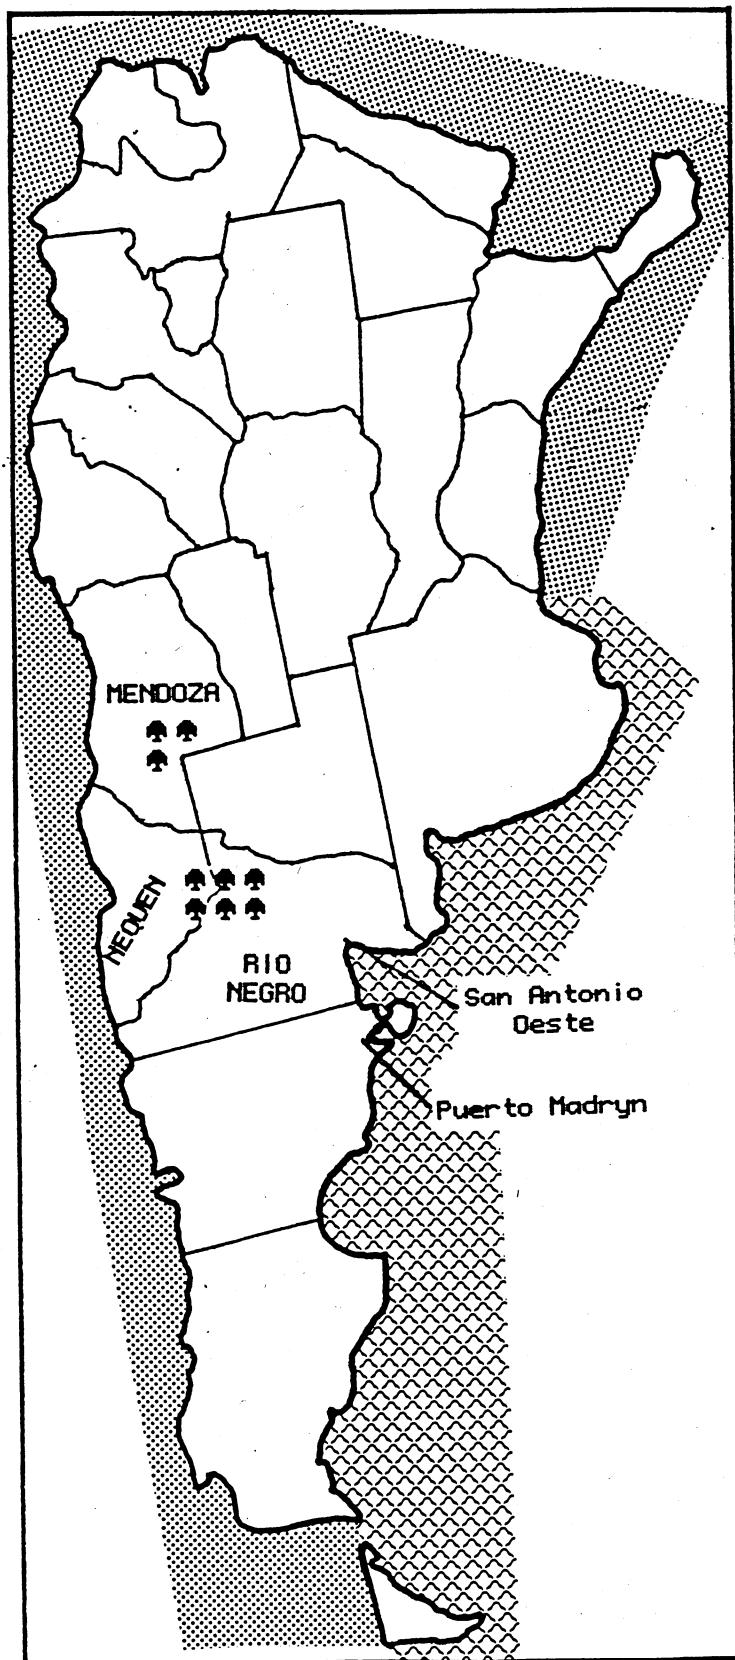 MENDOZA
NEQUEN
RIO
NEGRO
San Antonio
Oeste
Puerto Madryn